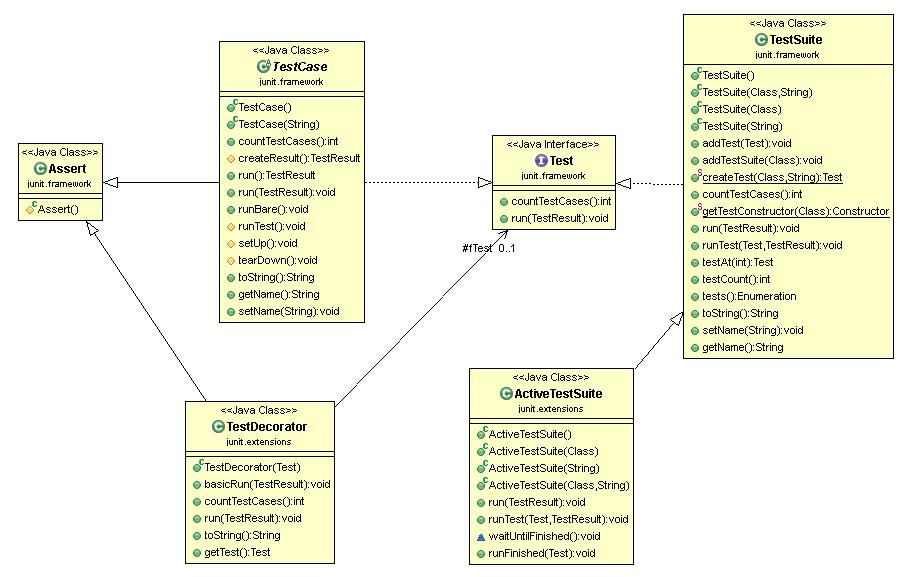 <<Java Class>>
Assert
junit.framework
Assert()
<<Java Class>>
TestCase
junit.framework
TestCase()
TestCase(String)
countTestCases():int
createResult():TestResult
run():TestResult
run(TestResult):void
runBare():void
runTest():void
setUp():void
tearDown():void
toString():String
getName():String
setName(String):void
<<Java Interface>>
Test
junit.framework
countTestCases():int
run(TestResult):void
#fTest 0..1
<<Java Class>>
TestSuite
junit.framework
TestSuite()
TestSuite(Class,String)
TestSuite(Class)
TestSuite(String)
addTest(Test):void
addTestSuite(Class):void
createTest(Class,String):Test
countTestCases():int
getTestConstructor(Class):Constructor
run(TestResult):void
runTest(Test,TestResult):void
testAt(int):Test
testCount():int
tests():Enumeration
toString():String
setName(String):void
getName():String
<<Java Class>>
TestDecorator
junit.extensions
TestDecorator(Test)
basicRun(TestResult):void
countTestCases():int
run(TestResult):void
toString():String
getTest():Test
<<Java Class>>
ActiveTestSuite
junit.extensions
ActiveTestSuite()
ActiveTestSuite(Class)
ActiveTestSuite(String)
ActiveTestSuite(Class,String)
run(TestResult):void
runTest(Test,TestResult):void
waitUntilFinished():void
runFinished(Test):void